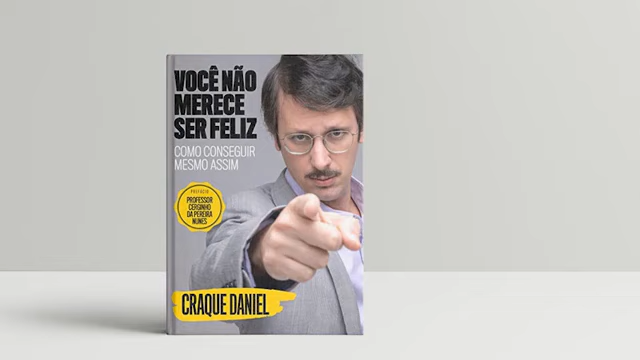 VOCÊ NÃO
MERECE
SER FELIZ
COMO CONSEGUIR
MESMO ASSIM
PREFÁCIO
PROFESSOR
CERGINHO
DA PEREIRA
NUNES
CRAQUE DANIEL